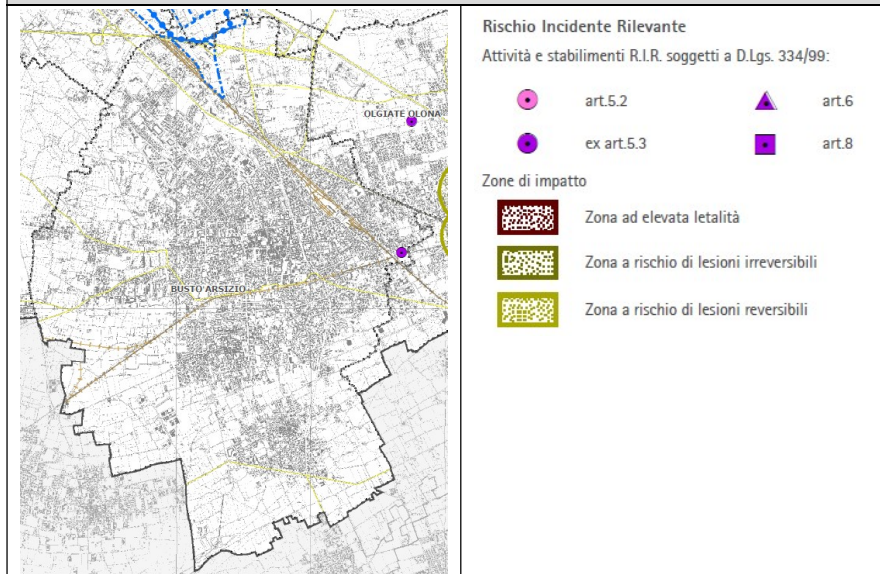 OLGIATE OLONA
BUSTO ARSIZIO
Rischio Incidente Rilevante
Attività e stabilimenti R.I.R. soggetti a D.Lgs. 334/99:
art.5.2
art.6
ex art.5.3
art.8
Zone di impatto
Zona ad elevata letalità
Zona a rischio di lesioni irreversibili
Zona a rischio di lesioni reversibili